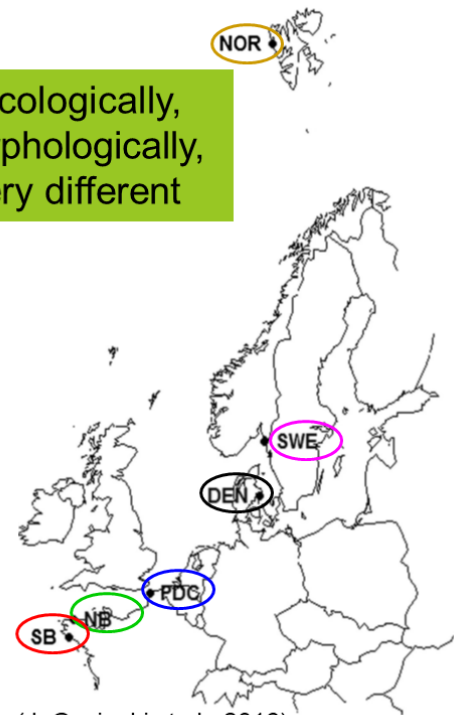 NOR
cologically,
phologically,
ery different
SWE
DEN
PDC
NB
SB